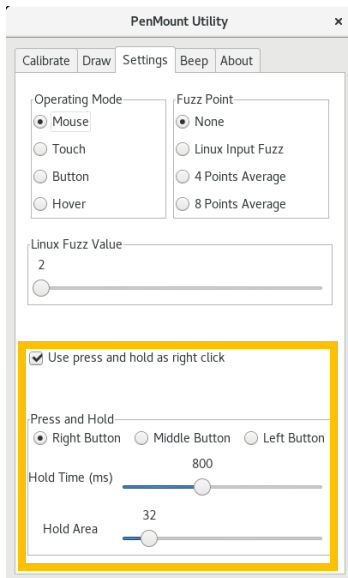 PenMount Utility ×
Calibrate Draw Settings Beep About
Operating Mode Fuzz Point
Mouse None
Touch Linux Input Fuzz
Button 4 Points Average
Hover 8 Points Average
Linux Fuzz Value
2
Use press and hold as right click
Press and Hold
Right Button Middle Button Left Button
800
Hold Time (ms)
32
Hold Area